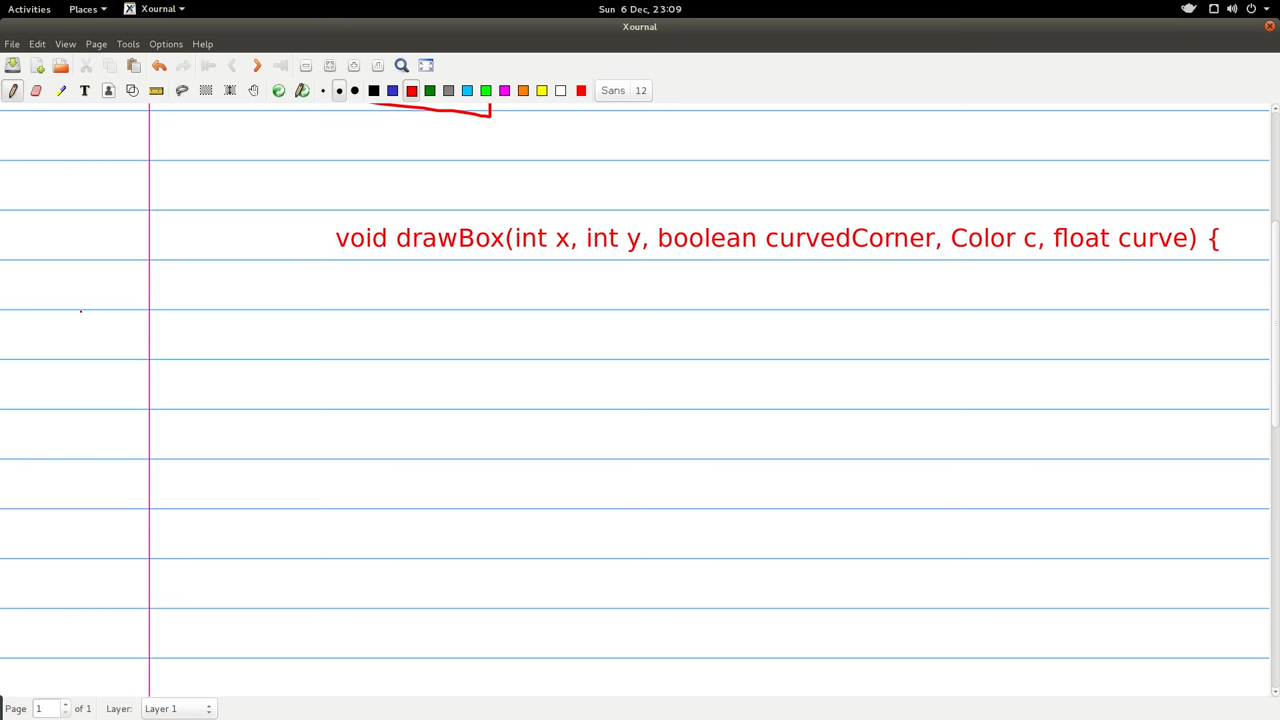 Activities Places Xournal Sun 6 Dec, 23:09
Xournal
File Edit View Page Tools Options Help
Sans 12
void drawBox(int x, int y, boolean curvedCorner, Color c, float curve) {
Page 1 of 1 Layer: Layer 1